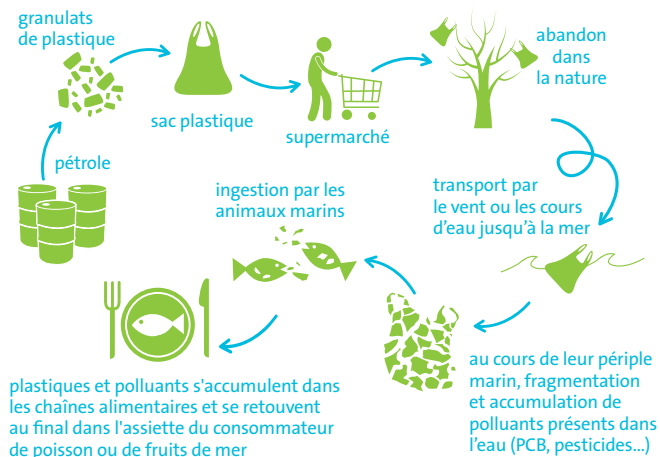 granulats
de plastique
abandon
dans
la nature
sac plastique
supermarché
pétrole
ingestion par les
animaux marins
transport par
le vent ou les cours
d'eau jusqu'à la mer
au cours de leur périple
marin, fragmentation
et accumulation de
polluants présents dans
l'eau (PCB, pesticides...)
plastiques et polluants s'accumulent dans
les chaînes alimentaires et se retouvent
au final dans l'assiette du consommateur
de poisson ou de fruits de mer